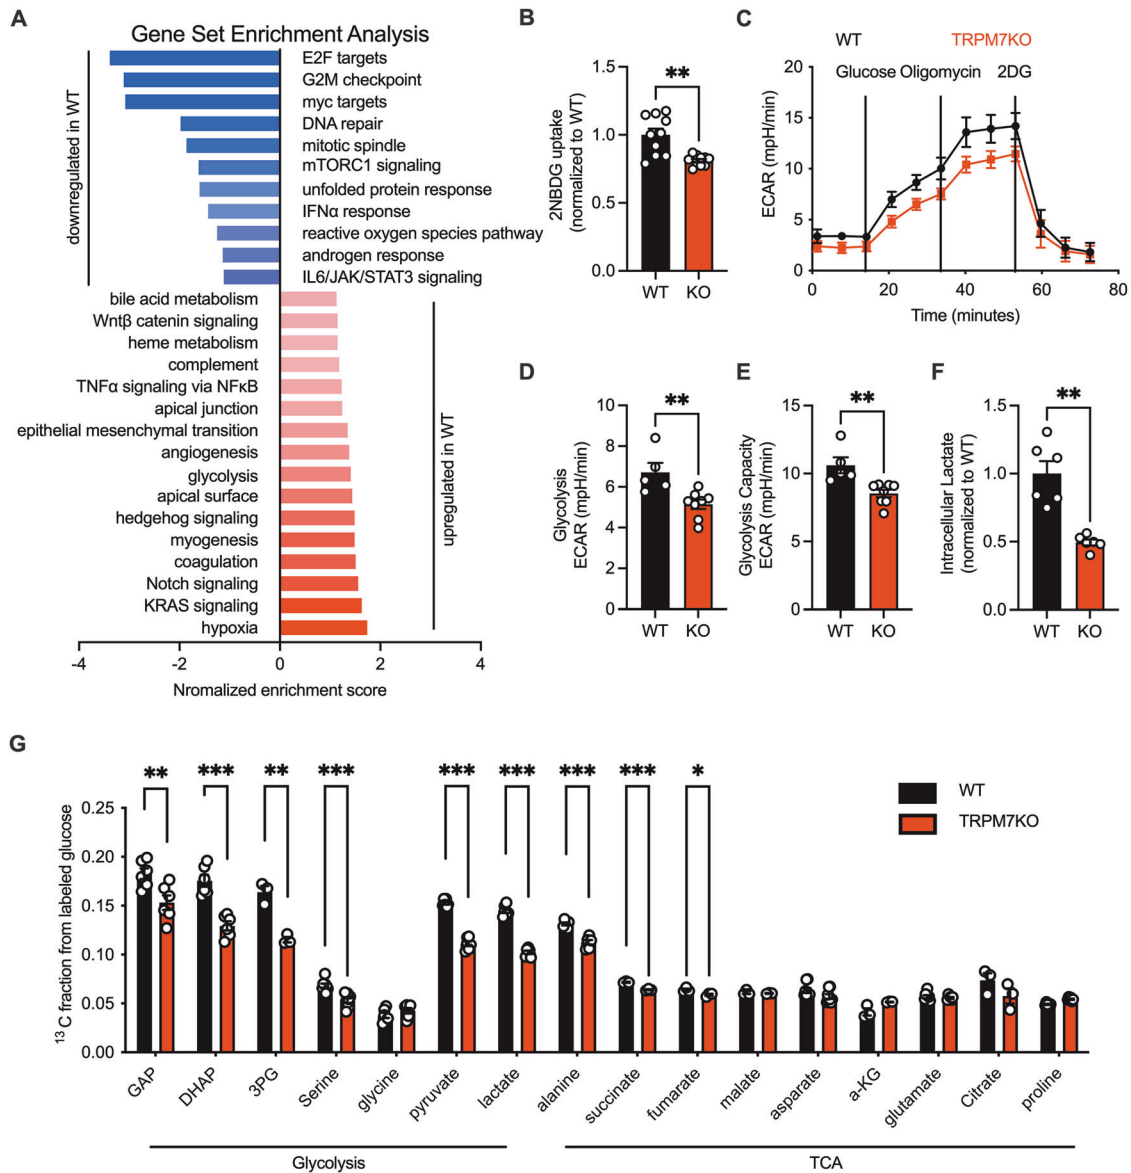 A
Gene Set Enrichment Analysis
downregulated in WT
E2F targets
G2M checkpoint
myc targets
DNA repair
mitotic spindle
mTORC1 signaling
unfolded protein response
IFNα response
reactive oxygen species pathway
androgen response
IL6/JAK/STAT3 signaling
bile acid metabolism
Wntβ catenin signaling
heme metabolism
complement
TNFα signaling via NFκB
apical junction
epithelial mesenchymal transition
angiogenesis
glycolysis
apical surface
hedgehog signaling
myogenesis
coagulation
Notch signaling
KRAS signaling
hypoxia
upregulated in WT
-4 -2 0 2 4
Nromalized enrichment score
B
2NBDG uptake
(normalized to WT)
1.5
1.0
0.5
0.0
**
WT KO
C
WT TRPM7KO
Glucose Oligomycin 2DG
ECAR (mpH/min)
20
15
10
5
0
0 20 40 60 80
Time (minutes)
D
Glycolysis
ECAR (mpH/min)
10
8
6
4
2
0
**
WT KO
E
Glycolysis Capacity
ECAR (mpH/min)
15
10
5
0
**
WT KO
F
Intracellular Lactate
(normalized to WT)
1.5
1.0
0.5
0.0
**
WT KO
G
13C fraction from labeled glucose
0.25
0.20
0.15
0.10
0.05
0.00
** *** ** *** *** *** *** *** *
WT
TRPM7KO
GAP DHAP 3PG Serine glycine pyruvate lactate alanine succinate fumarate malate asparate a-KG glutamate Citrate proline
Glycolysis TCA